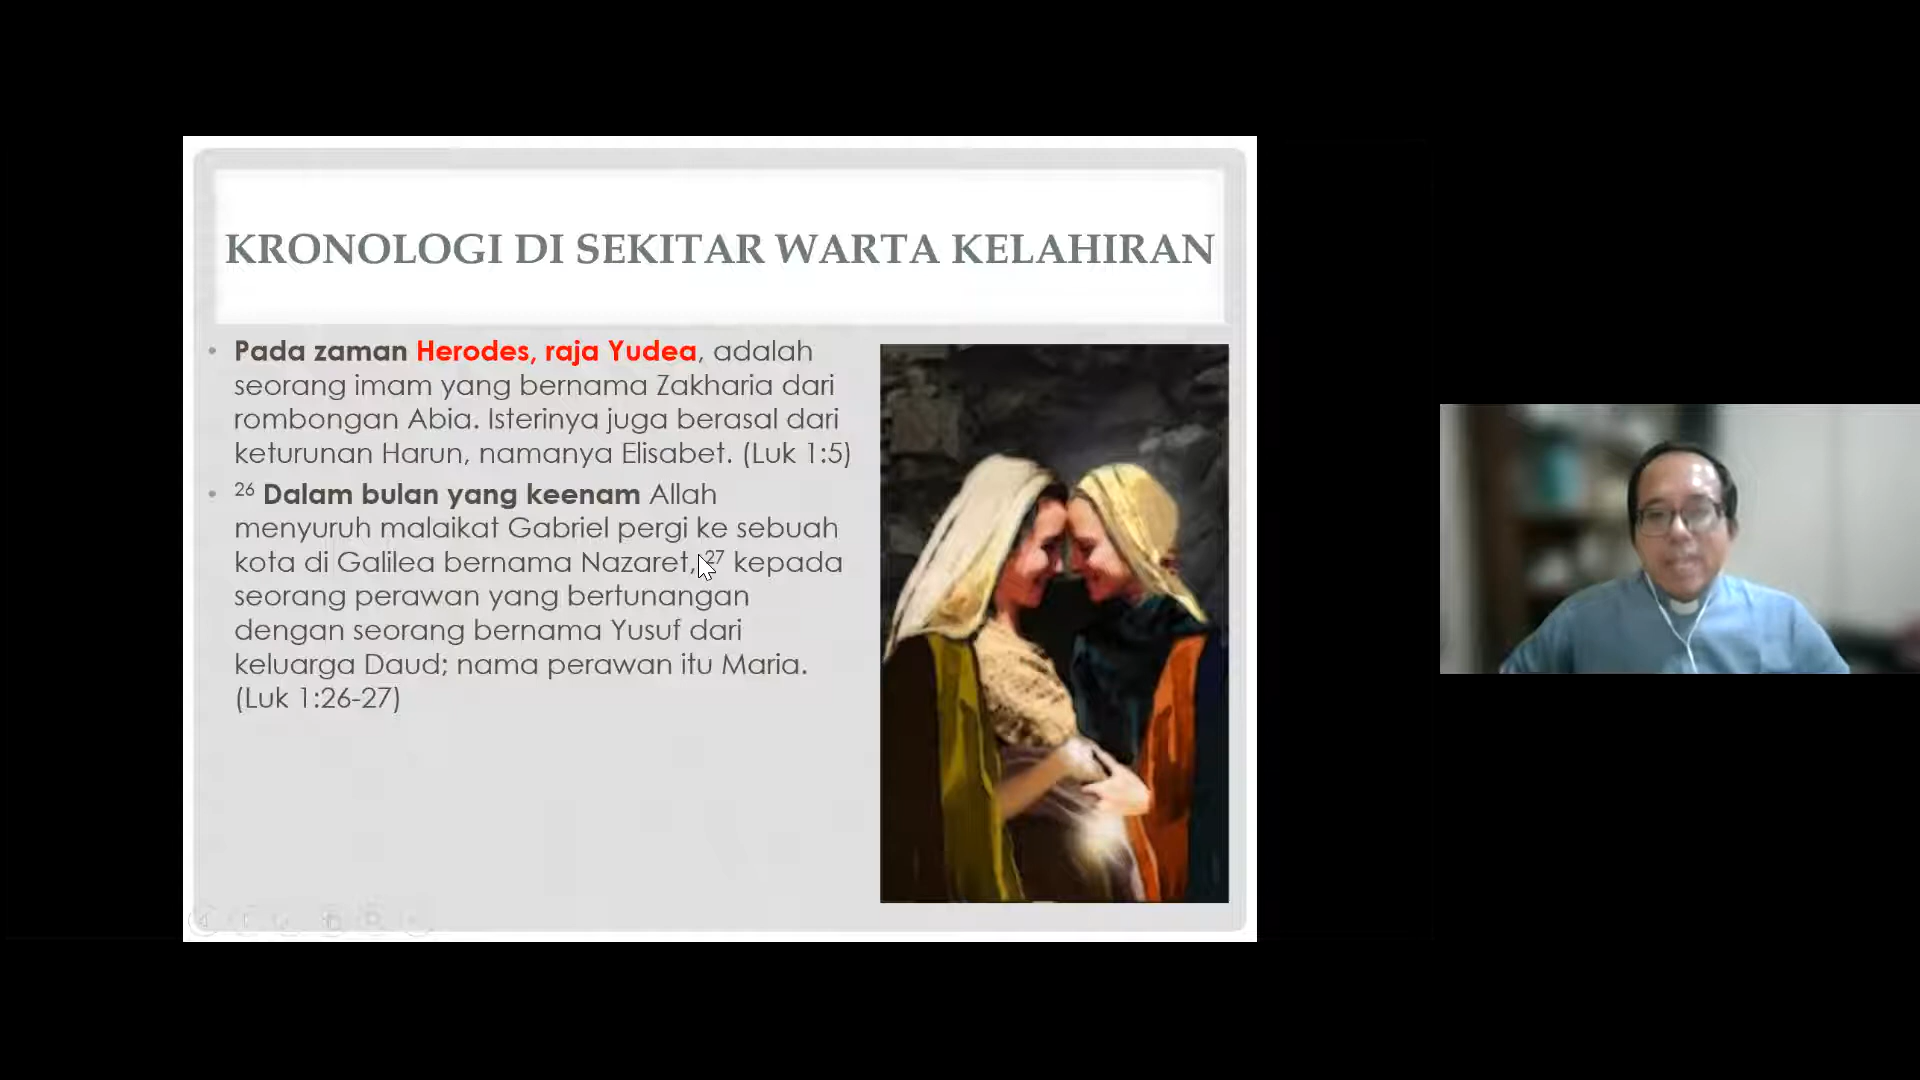 KRONOLOGI DI SEKITAR WARTA KELAHIRAN
• Pada zaman Herodes, raja Yudea, adalah
seorang imam yang bernama Zakharia dari
rombongan Abia. Isterinya juga berasal dari
keturunan Harun, namanya Elisabet. (Luk 1:5)
• 26 Dalam bulan yang keenam Allah
menyuruh malaikat Gabriel pergi ke sebuah
kota di Galilea bernama Nazaret, 27 kepada
seorang perawan yang bertunangan
dengan seorang bernama Yusuf dari
keluarga Daud; nama perawan itu Maria.
(Luk 1:26-27)